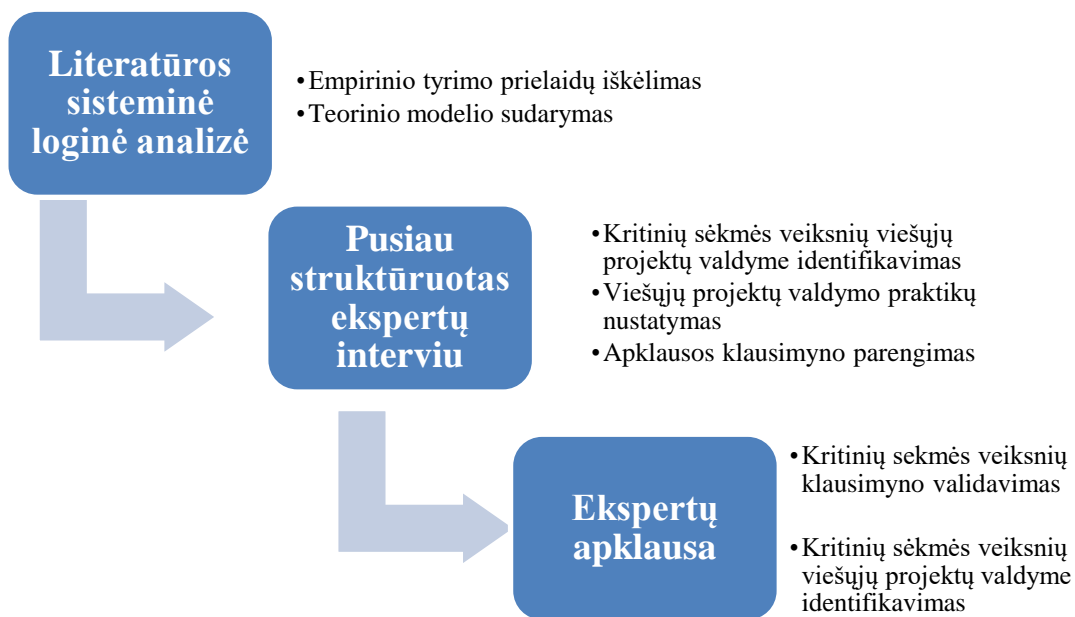 Literatūros
sisteminė
loginė analizė
•Empirinio tyrimo prielaidų iškėlimas
•Teorinio modelio sudarymas
Pusiau
struktūruotas
ekspertų
interviu
•Kritinių sėkmės veiksnių viešųjų
projektų valdyme identifikavimas
•Viešųjų projektų valdymo praktikų
nustatymas
•Apklausos klausimyno parengimas
Ekspertų
apklausa
•Kritinių sekmės veiksnių
klausimyno validavimas
•Kritinių sėkmės veiksnių
viešųjų projektų valdyme
identifikavimas